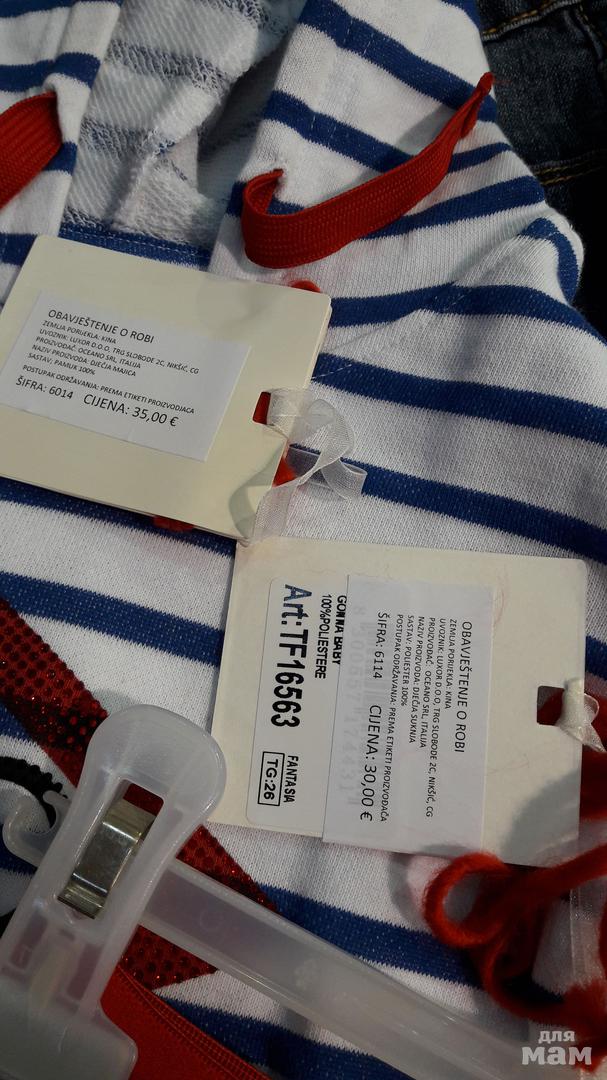 OBAVJEŠTENJE O ROBI
ZEMLJA PORIJEKLA: KINA
UVOZNIK: LUXOR D.O.O, TRG SLOBODE 2C, NIKŠIĆ, CG
PROIZVOĐAČ: OCEANO SRL, ITALIJA
NAZIV PROIZVODA: DJEČJA MAJICA
SASTAV: PAMUK 100%
POSTUPAK ODRŽAVANJA: PREMA ETIKETI PROIZVODJACA
ŠIFRA: 6014 CIJENA: 35,00 €
OBAVJEŠTENJE O ROBI
ZEMLJA PORIJEKLA: KINA
UVOZNIK: LUXOR D.O.O, TRG SLOBODE 2C, NIKŠIĆ, CG
PROIZVOĐAČ: OCEANO SRL, ITALIJA
NAZIV PROIZVODA: DJEČJA SUKNJA
SASTAV: POLIESTER 100%
POSTUPAK ODRŽAVANJA: PREMA ETIKETI PROIZVOĐAČA
ŠIFRA: 6114 CIJENA: 30,00 €
GONNA BABY
100%POLIESTERE
Art:TF16563
FANTASIA
TG:26
для
мам